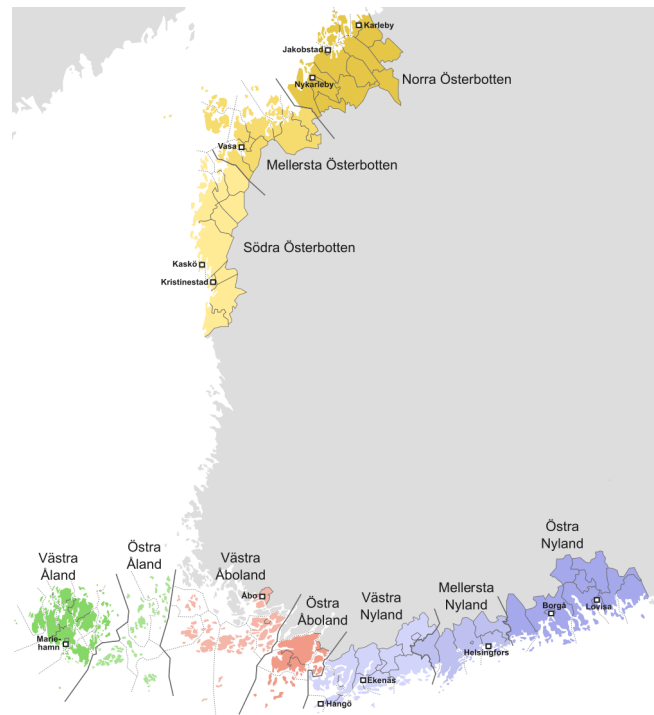 Karleby
Jakobstad
Nykarleby
Norra Österbotten
Vasa
Mellersta Österbotten
Södra Österbotten
Kaskö
Kristinestad
Östra
Nyland
Östra
Åland
Västra
Åland
Västra
Åboland
Mellersta
Nyland
Västra
Nyland
Östra
Åboland
Åbo
Borgå
Lovisa
Marie-
hamn
Helsingfors
Ekenäs
Hangö